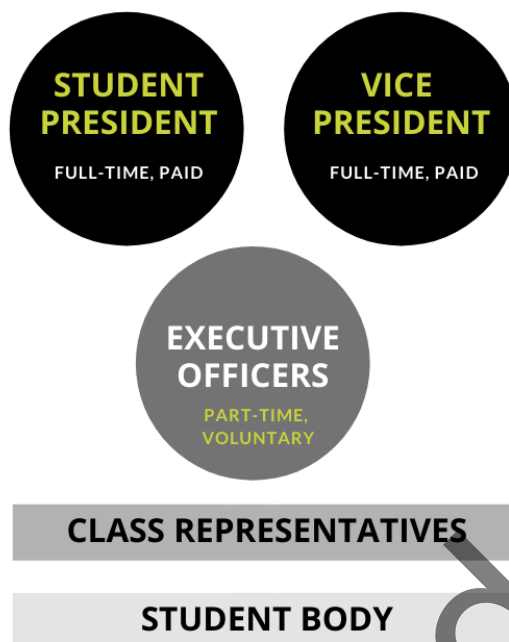 STUDENT
PRESIDENT
FULL-TIME, PAID
VICE
PRESIDENT
FULL-TIME, PAID
EXECUTIVE
OFFICERS
PART-TIME,
VOLUNTARY
CLASS REPRESENTATIVES
STUDENT BODY